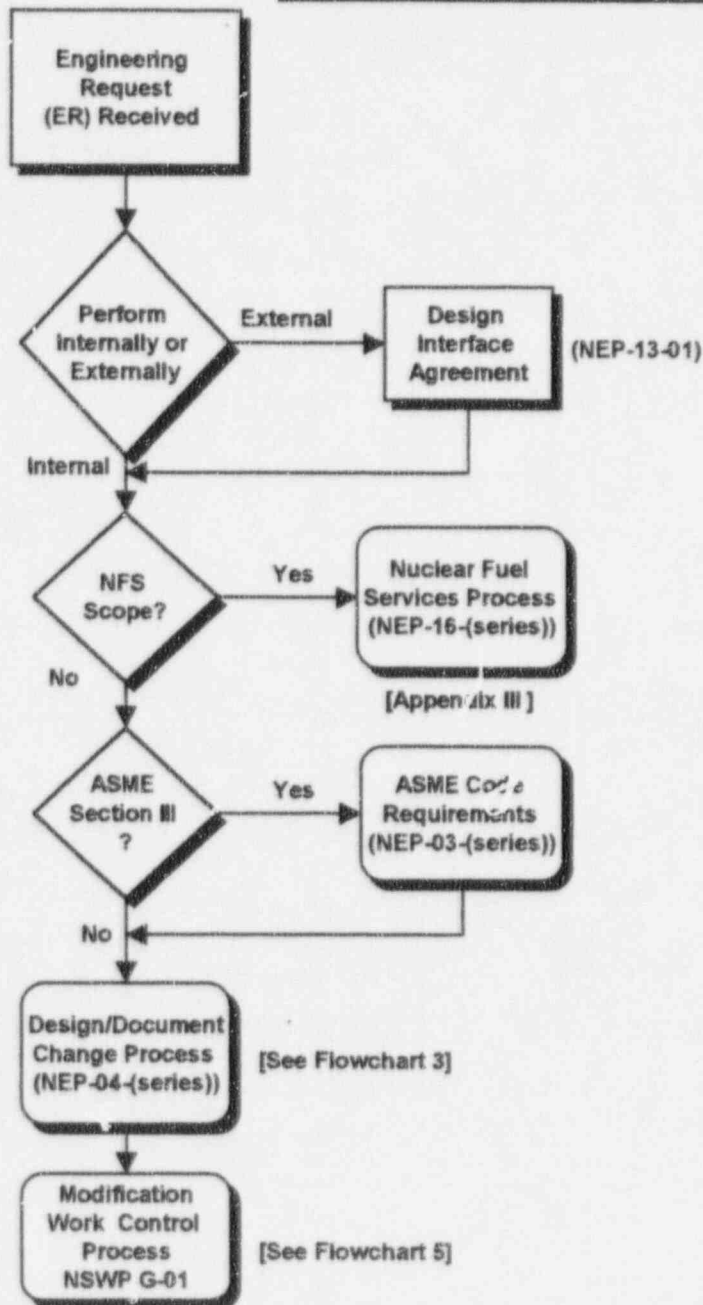 Engineering
Request
(ER) Received
Perform
Internally or
Externally
External
Design
Interface
Agreement
(NEP-13-01)
Internal
NFS
Scope?
Yes
Nuclear Fuel
Services Process
(NEP-16-(series))
[Appendix III]
No
ASME
Section III
?
Yes
ASME Code
Requirements
(NEP-03-(series))
No
Design/Document
Change Process
(NEP-04-(series))
[See Flowchart 3]
Modification
Work Control
Process
NSWP G-01
[See Flowchart 5]